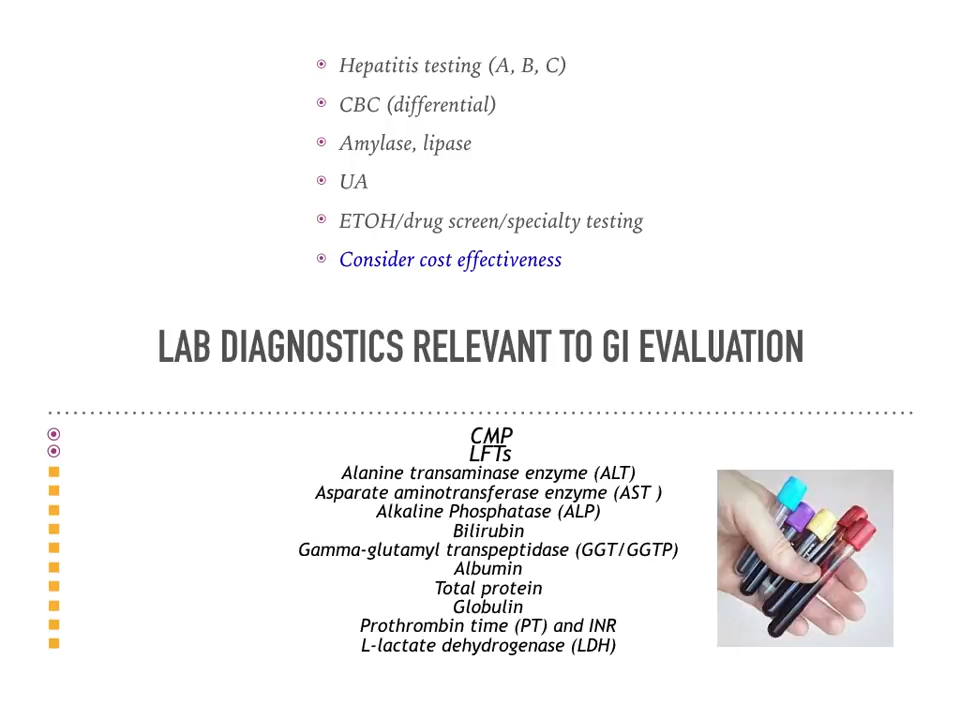 Hepatitis testing (A, B, C)
CBC (differential)
Amylase, lipase
UA
ETOH/drug screen/specialty testing
Consider cost effectiveness
LAB DIAGNOSTICS RELEVANT TO GI EVALUATION
CMP
LFTs
Alanine transaminase enzyme (ALT)
Asparate aminotransferase enzyme (AST )
Alkaline Phosphatase (ALP)
Bilirubin
Gamma-glutamyl transpeptidase (GGT/GGTP)
Albumin
Total protein
Globulin
Prothrombin time (PT) and INR
L-lactate dehydrogenase (LDH)